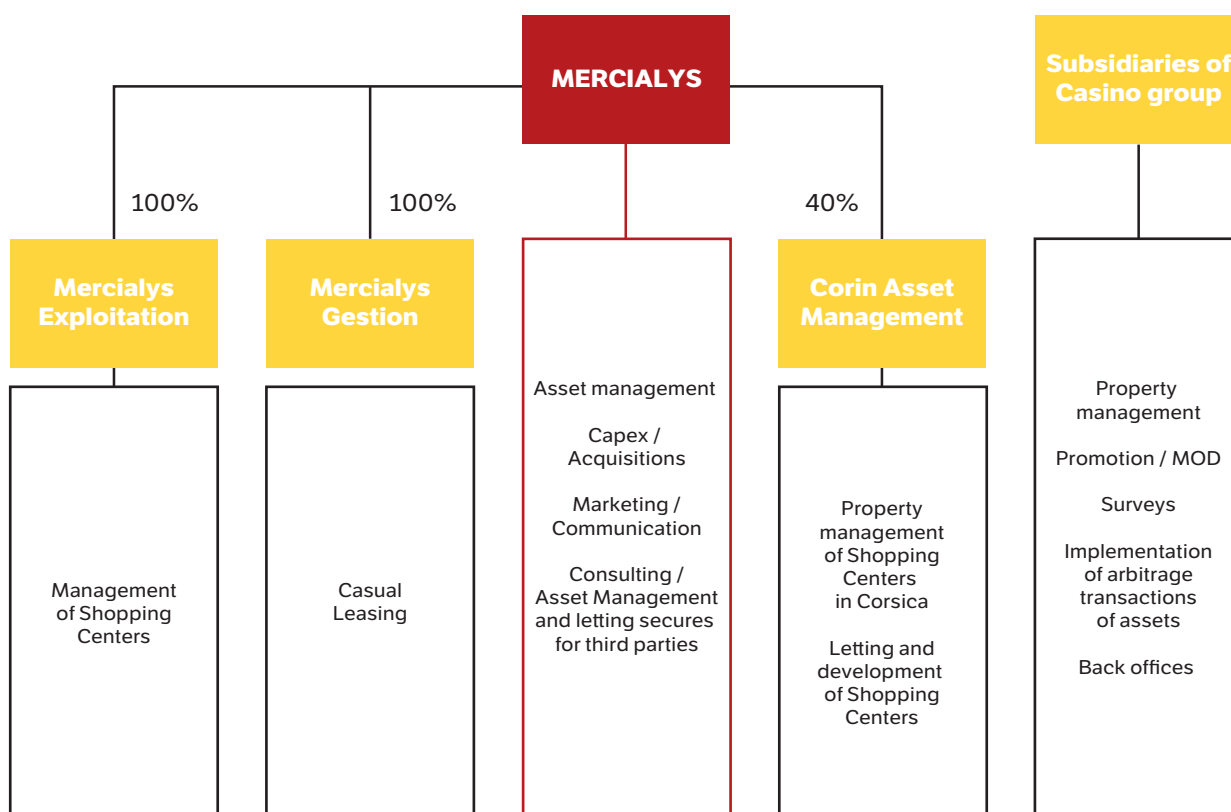 MERCIALYS
Subsidiaries of
Casino group
100%
100%
40%
Mercialys
Exploitation
Mercialys
Gestion
Corin Asset
Management
Management
of Shopping
Centers
Casual
Leasing
Asset management
Capex /
Acquisitions
Marketing /
Communication
Consulting /
Asset Management
and letting secures
for third parties
Property
management
of Shopping
Centers
in Corsica
Letting and
development
of Shopping
Centers
Property
management
Promotion / MOD
Surveys
Implementation
of arbitrage
transactions
of assets
Back offices